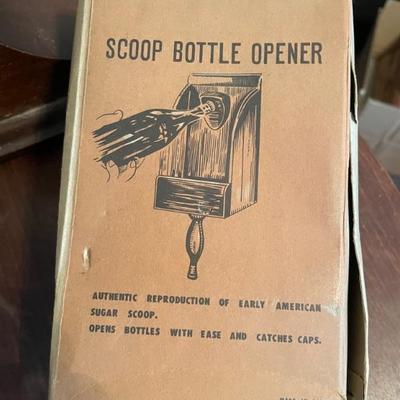 SCOOP BOTTLE OPENER
AUTHENTIC REPRODUCTION OF EARLY AMERICAN
SUGAR SCOOP.
OPENS BOTTLES WITH EASE AND CATCHES CAPS.